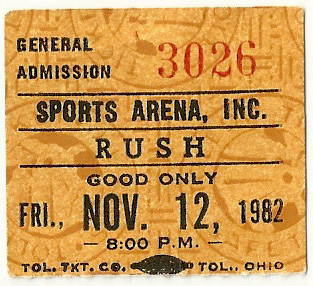 GENERAL
ADMISSION
3026
SPORTS ARENA, INC.
RUSH
GOOD ONLY
FRI., NOV. 12, 1982
— 8:00 P.M. —
TOL. TKT. CO. TOL., OHIO